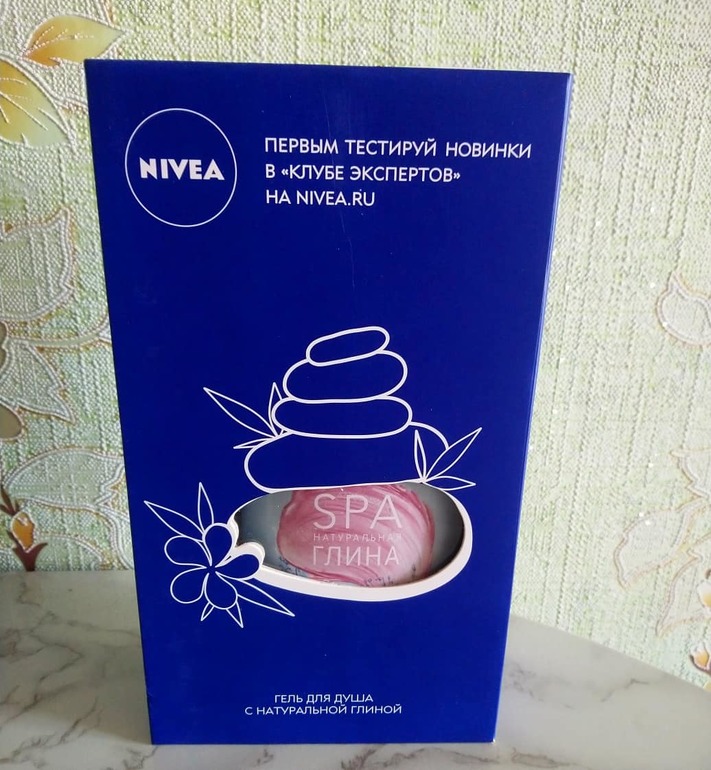 NIVEA
ПЕРВЫМ ТЕСТИРУЙ НОВИНКИ
В «КЛУБЕ ЭКСПЕРТОВ»
НА NIVEA.RU
SPA
НАТУРАЛЬНАЯ
ГЛИНА
ГЕЛЬ ДЛЯ ДУША
С НАТУРАЛЬНОЙ ГЛИНОЙ